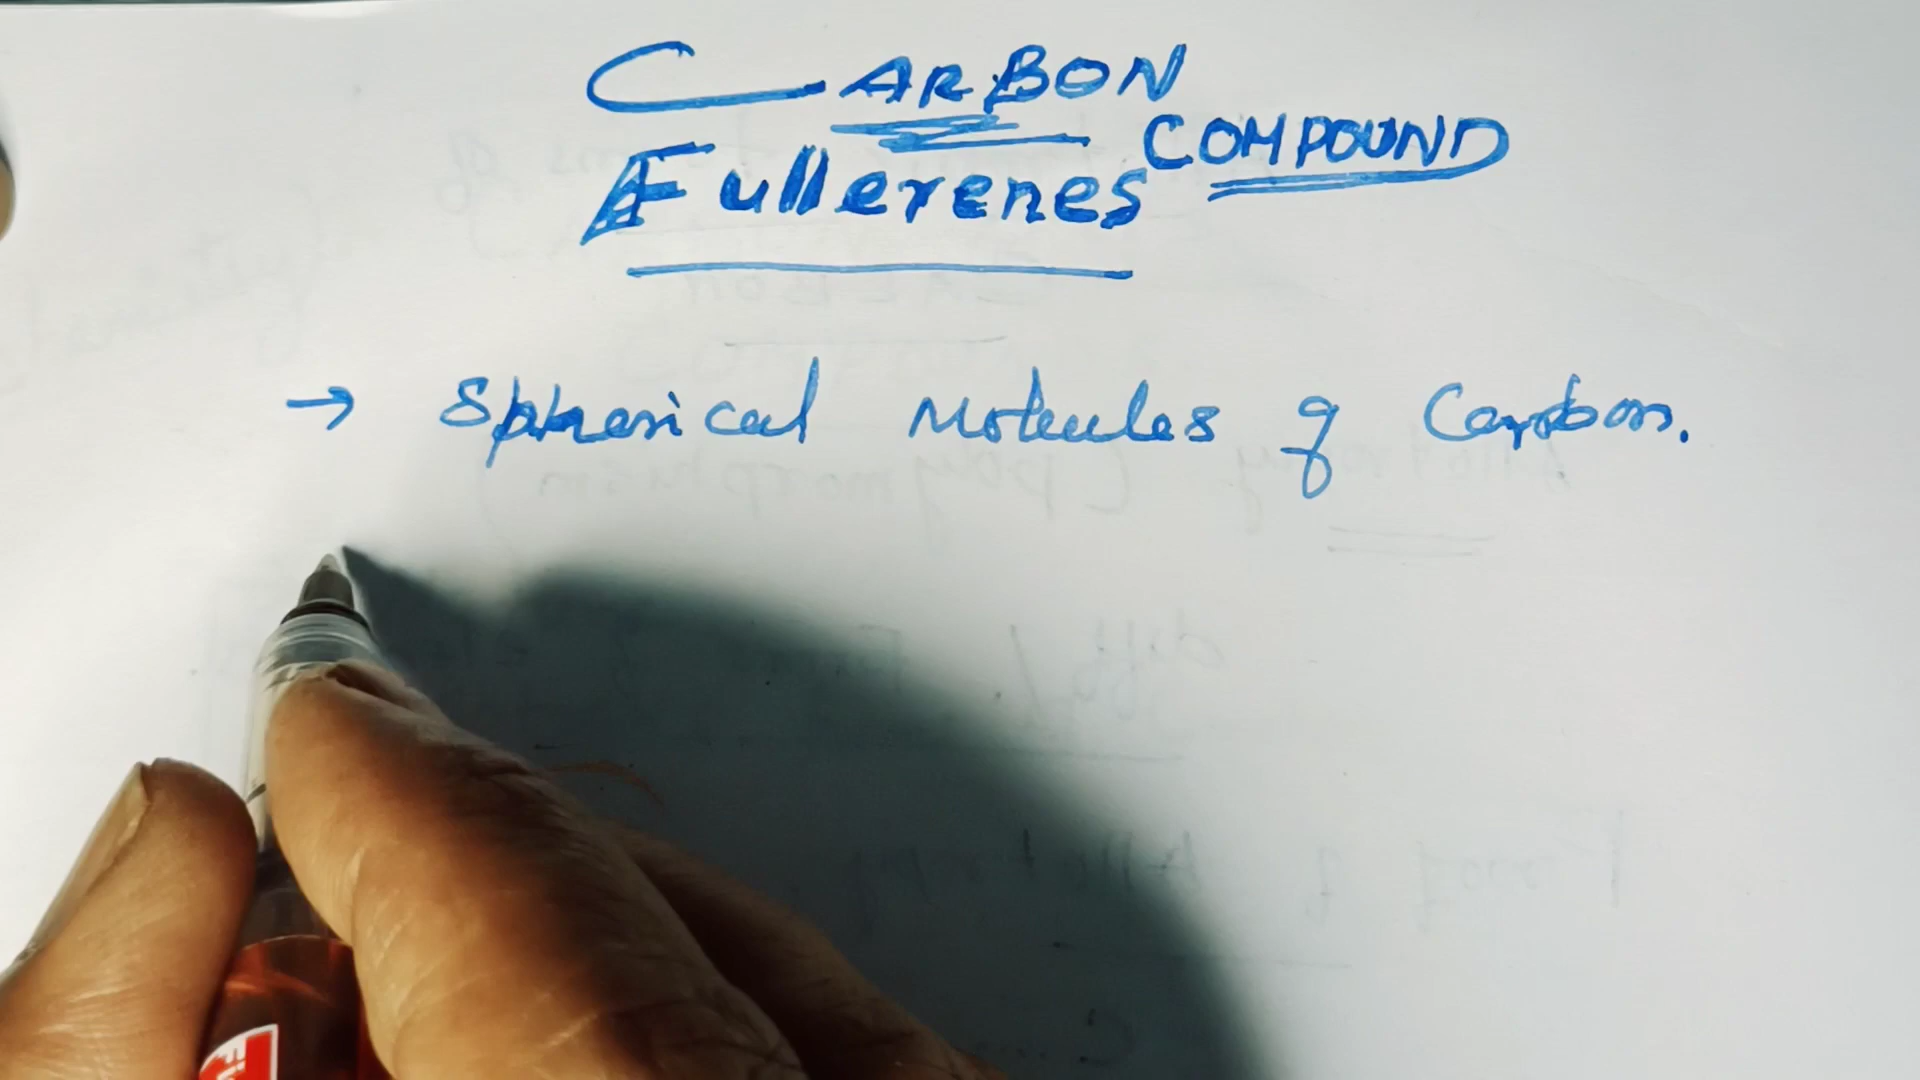 CARBON
COMPOUND
Fullerenes
→ Spherical Molecules of Carbon.